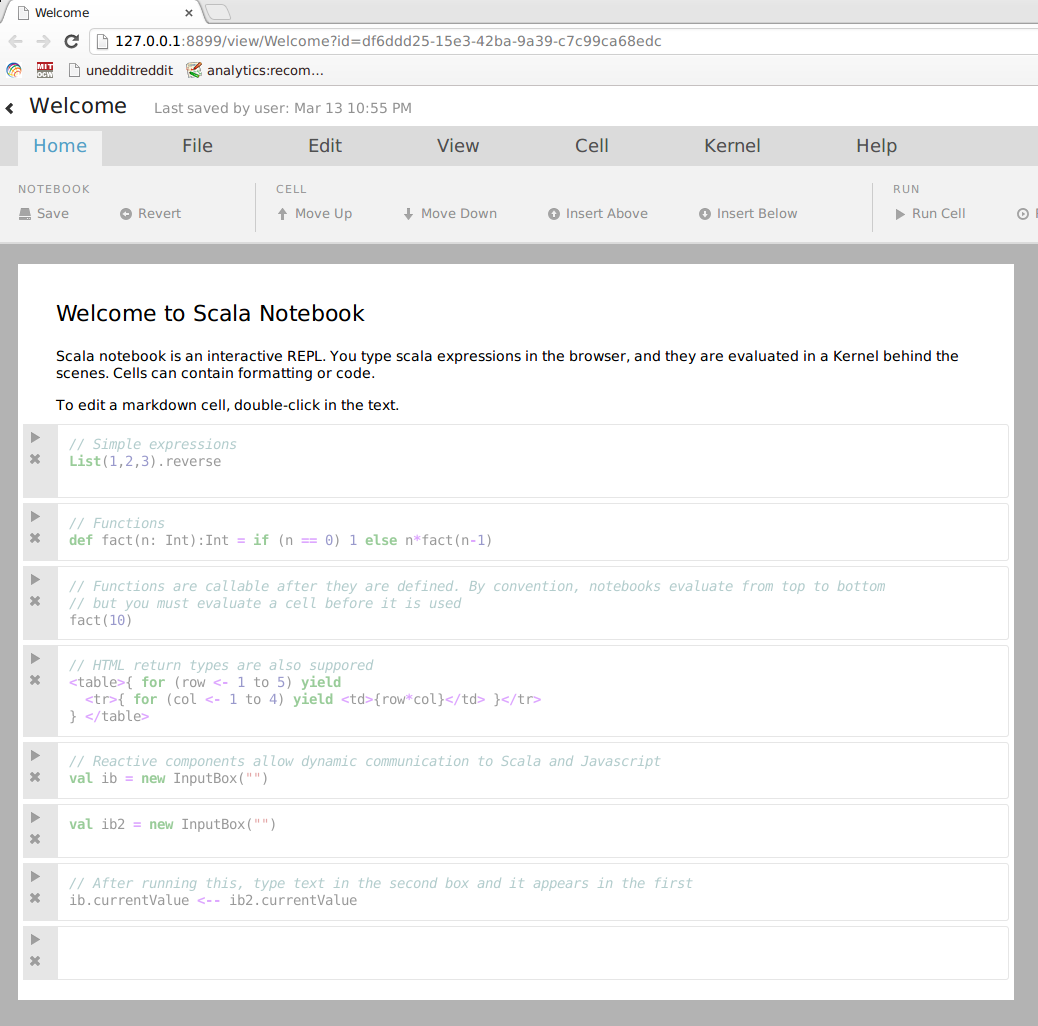 Welcome
127.0.0.1:8899/view/Welcome?id=df6ddd25-15e3-42ba-9a39-c7c99ca68edc
MIT OCW unedditreddit analytics:recom...
Welcome Last saved by user: Mar 13 10:55 PM
Home File Edit View Cell Kernel Help
NOTEBOOK CELL RUN
Save Revert Move Up Move Down Insert Above Insert Below Run Cell
Welcome to Scala Notebook
Scala notebook is an interactive REPL. You type scala expressions in the browser, and they are evaluated in a Kernel behind the
scenes. Cells can contain formatting or code.
To edit a markdown cell, double-click in the text.
// Simple expressions
List(1,2,3).reverse
// Functions
def fact(n: Int):Int = if (n == 0) 1 else n*fact(n-1)
// Functions are callable after they are defined. By convention, notebooks evaluate from top to bottom
// but you must evaluate a cell before it is used
fact(10)
// HTML return types are also suppored
<table>{ for (row <- 1 to 5) yield
  <tr>{ for (col <- 1 to 4) yield <td>{row*col}</td> }</tr>
} </table>
// Reactive components allow dynamic communication to Scala and Javascript
val ib = new InputBox("")
val ib2 = new InputBox("")
// After running this, type text in the second box and it appears in the first
ib.currentValue <-- ib2.currentValue